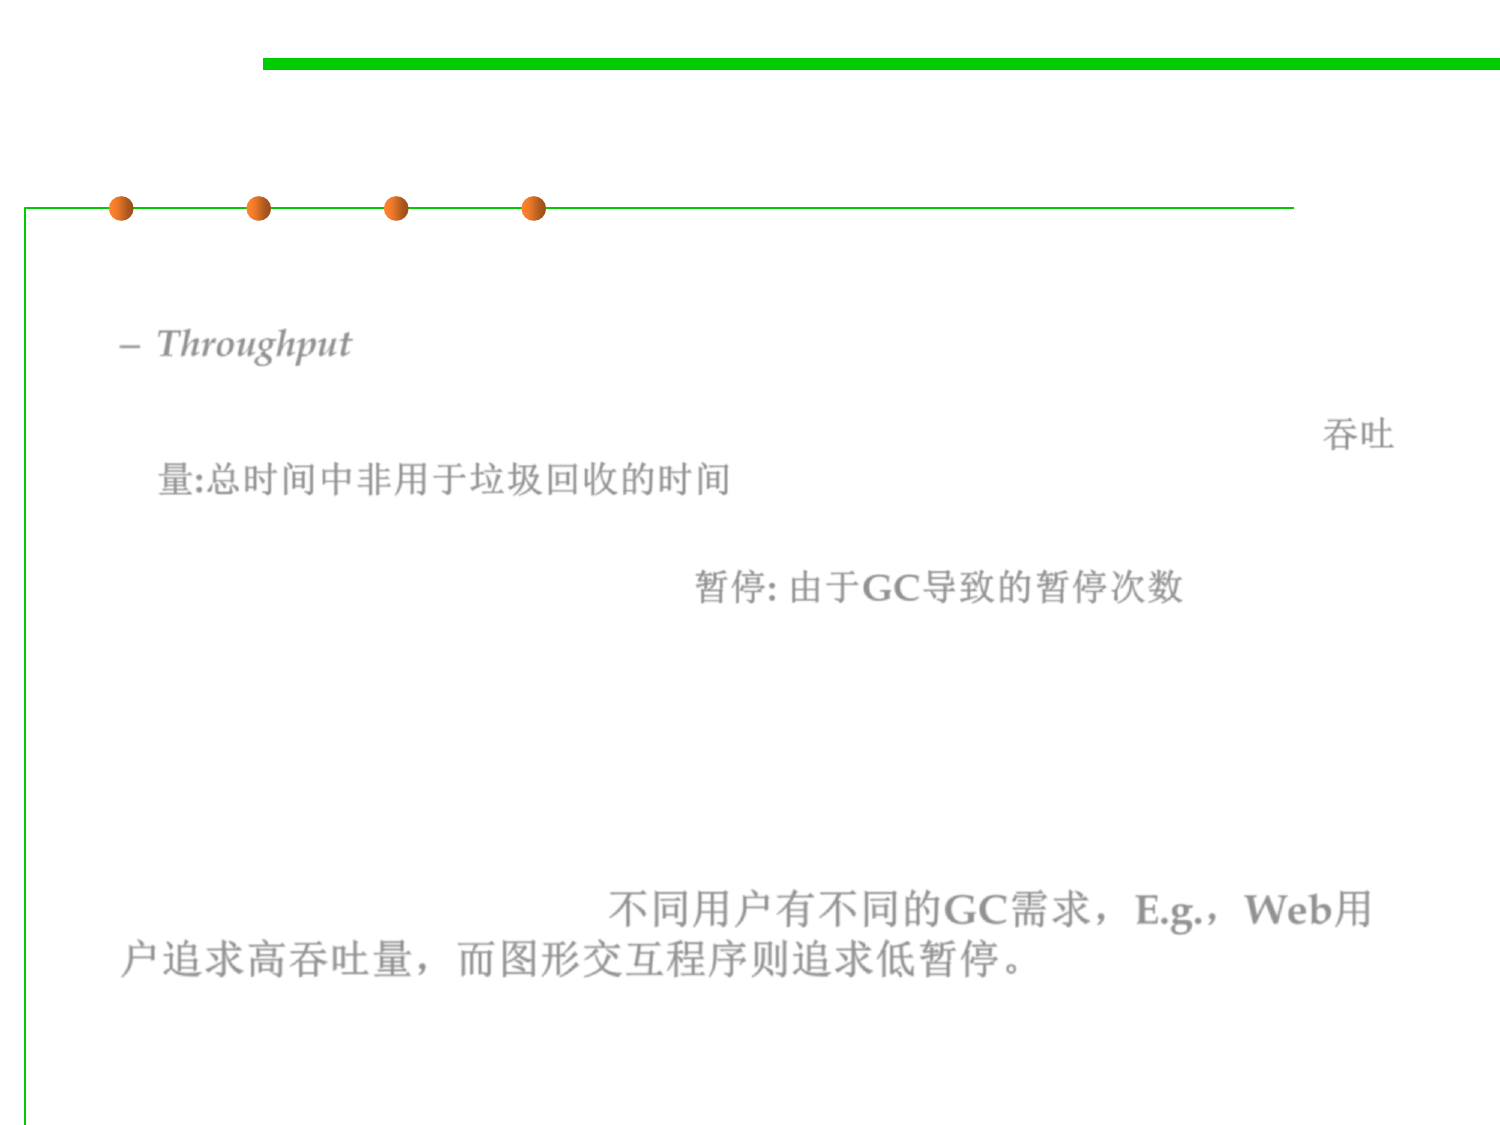 – Throughput
吞吐
量:总时间中非用于垃圾回收的时间
暂停: 由于GC导致的暂停次数
不同用户有不同的GC需求，E.g.，Web用
户追求高吞吐量，而图形交互程序则追求低暂停。